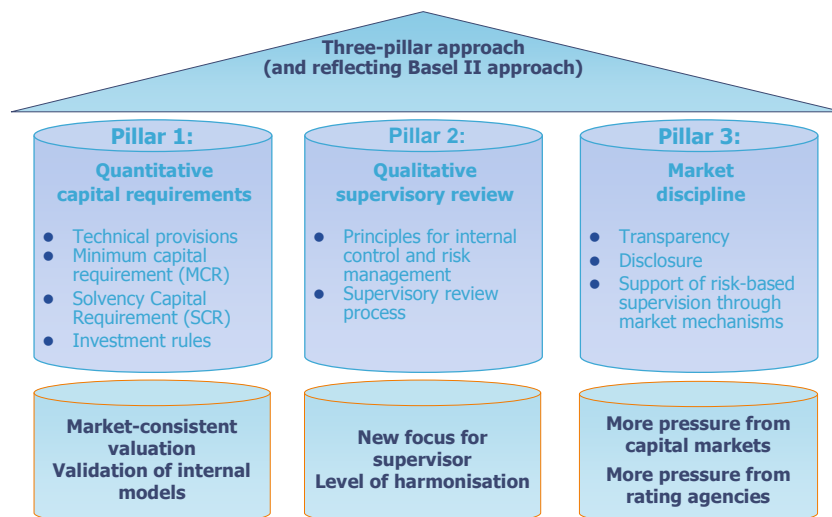 Three-pillar approach
(and reflecting Basel II approach)
Pillar 1:
Quantitative
capital requirements
● Technical provisions
● Minimum capital
requirement (MCR)
● Solvency Capital
Requirement (SCR)
● Investment rules
Market-consistent
valuation
Validation of internal
models
Pillar 2:
Qualitative
supervisory review
● Principles for internal
control and risk
management
● Supervisory review
process
New focus for
supervisor
Level of harmonisation
Pillar 3:
Market
discipline
● Transparency
● Disclosure
● Support of risk-based
supervision through
market mechanisms
More pressure from
capital markets
More pressure from
rating agencies